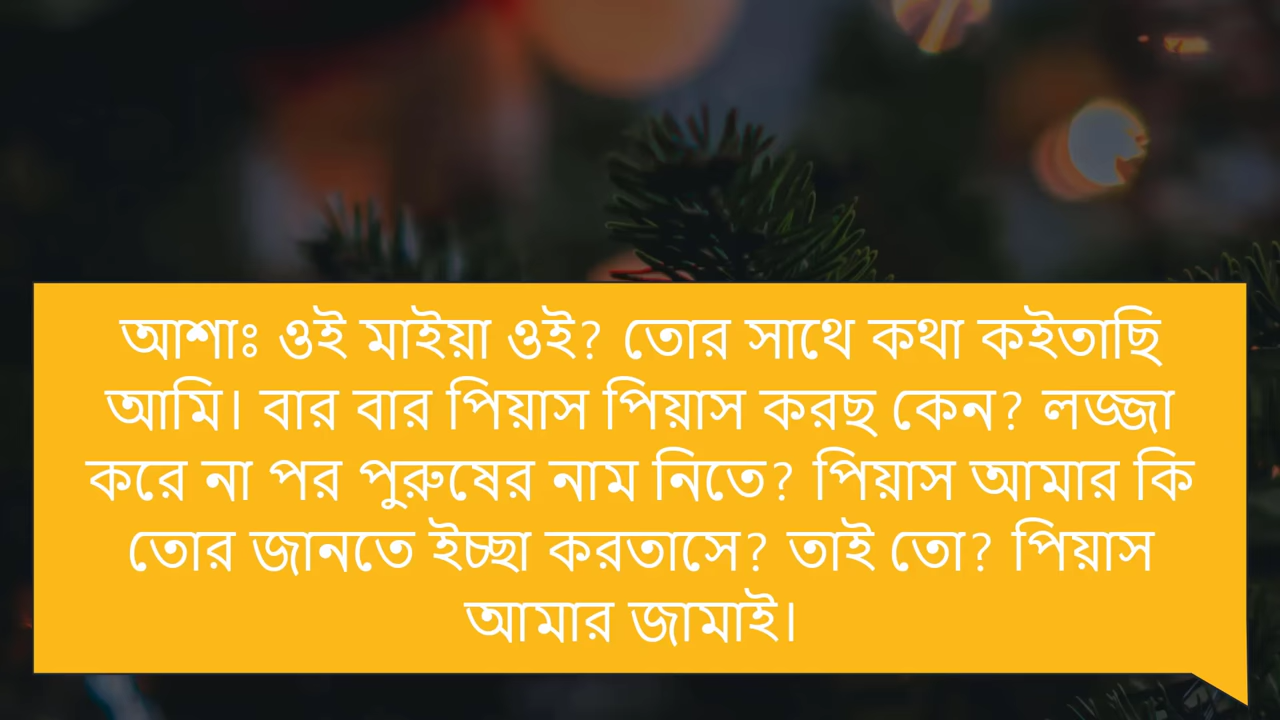 আশাঃ ওই মাইয়া ওই? তোর সাথে কথা কইতাছি
আমি। বার বার পিয়াস পিয়াস করছ কেন? লজ্জা
করে না পর পুরুষের নাম নিতে? পিয়াস আমার কি
তোর জানতে ইচ্ছা করতাসে? তাই তো? পিয়াস
আমার জামাই।